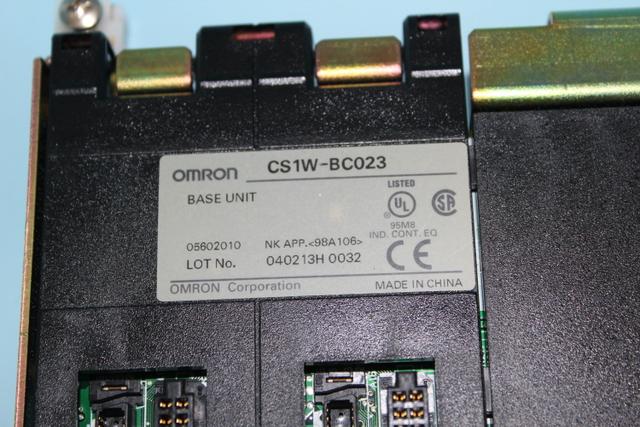 OMRON CS1W-BC023
BASE UNIT
LISTED
UL
SA
95M8
IND. CONT. EQ
05602010 NK APP.<98A106>
LOT No. 040213H 0032
CE
OMRON Corporation MADE IN CHINA